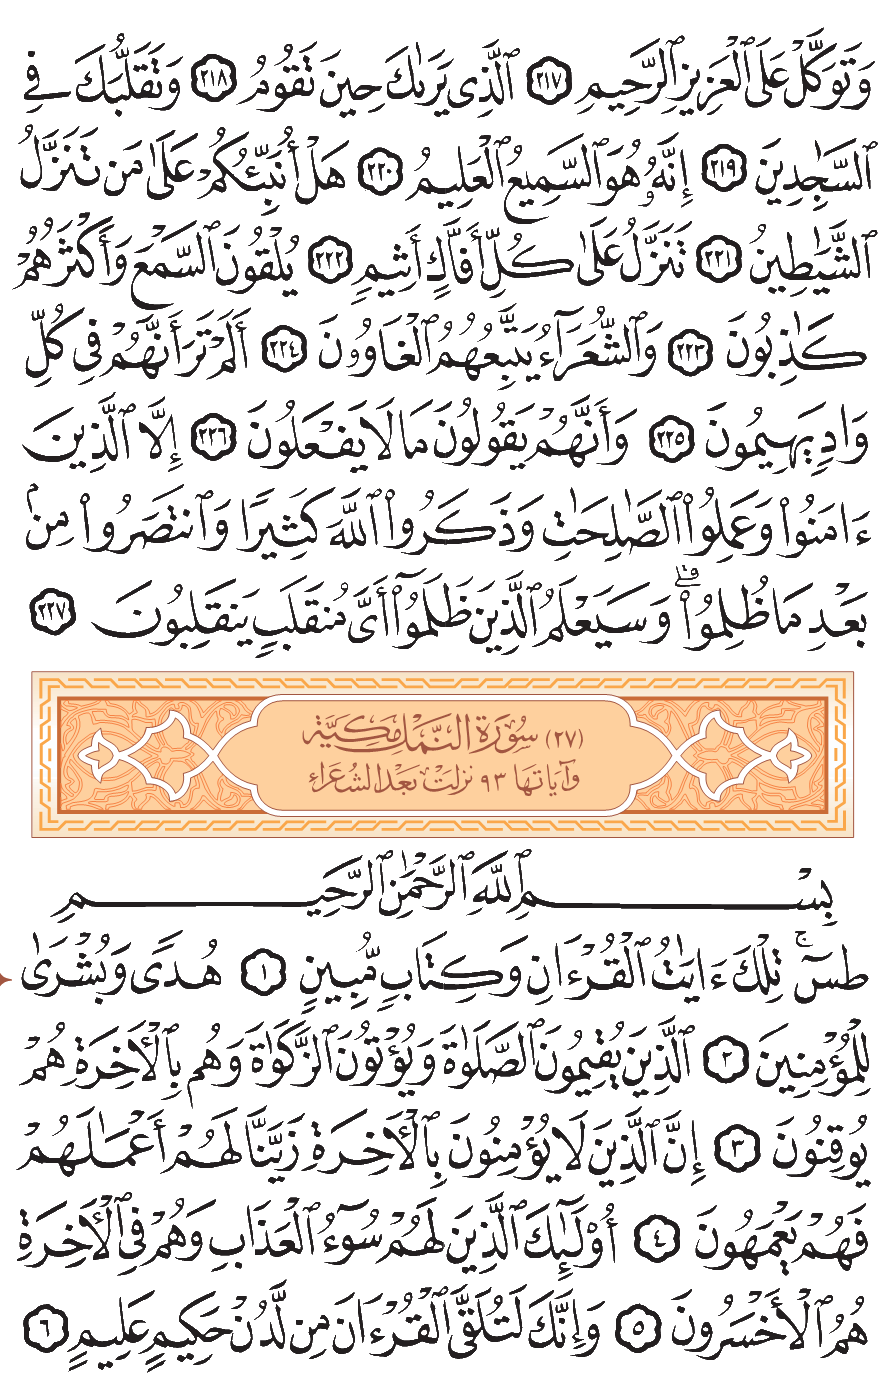 وَتَوَكَّلْ عَلَى ٱلْعَزِيزِ ٱلرَّحِيمِ ٢١٧ ٱلَّذِى يَرَىٰكَ حِينَ تَقُومُ ٢١٨ وَتَقَلُّبَكَ فِى
ٱلسَّـٰجِدِينَ ٢١٩ إِنَّهُۥ هُوَ ٱلسَّمِيعُ ٱلْعَلِيمُ ٢٢٠ هَلْ أُنَبِّئُكُمْ عَلَىٰ مَن تَنَزَّلُ
ٱلشَّيَـٰطِينُ ٢٢١ تَنَزَّلُ عَلَىٰ كُلِّ أَفَّاكٍ أَثِيمٍ ٢٢٢ يُلْقُونَ ٱلسَّمْعَ وَأَكْثَرُهُمْ
كَـٰذِبُونَ ٢٢٣ وَٱلشُّعَرَآءُ يَتَّبِعُهُمُ ٱلْغَاوُۥنَ ٢٢٤ أَلَمْ تَرَ أَنَّهُمْ فِى كُلِّ
وَادٍ يَهِيمُونَ ٢٢٥ وَأَنَّهُمْ يَقُولُونَ مَا لَا يَفْعَلُونَ ٢٢٦ إِلَّا ٱلَّذِينَ
ءَامَنُوا۟ وَعَمِلُوا۟ ٱلصَّـٰلِحَـٰتِ وَذَكَرُوا۟ ٱللَّهَ كَثِيرًا وَٱنتَصَرُوا۟ مِنۢ
بَعْدِ مَا ظُلِمُوا۟ ۗ وَسَيَعْلَمُ ٱلَّذِينَ ظَلَمُوٓا۟ أَىَّ مُنقَلَبٍ يَنقَلِبُونَ ٢٢٧
(٢٧) سُورَة النَّمْل مَكِيَّة
وَآيَاتهَا ٩٣ نزلَتْ بَعْد الشُعَرَاء
بِسْمِ ٱللَّهِ ٱلرَّحْمَـٰنِ ٱلرَّحِيمِ
طسٓ ۚ تِلْكَ ءَايَـٰتُ ٱلْقُرْءَانِ وَكِتَابٍ مُّبِينٍ ١ هُدًى وَبُشْرَىٰ
لِلْمُؤْمِنِينَ ٢ ٱلَّذِينَ يُقِيمُونَ ٱلصَّلَوٰةَ وَيُؤْتُونَ ٱلزَّكَوٰةَ وَهُم بِٱلْـَٔاخِرَةِ هُمْ
يُوقِنُونَ ٣ إِنَّ ٱلَّذِينَ لَا يُؤْمِنُونَ بِٱلْـَٔاخِرَةِ زَيَّنَّا لَهُمْ أَعْمَـٰلَهُمْ
فَهُمْ يَعْمَهُونَ ٤ أُو۟لَـٰٓئِكَ ٱلَّذِينَ لَهُمْ سُوٓءُ ٱلْعَذَابِ وَهُمْ فِى ٱلْـَٔاخِرَةِ
هُمُ ٱلْأَخْسَرُونَ ٥ وَإِنَّكَ لَتُلَقَّى ٱلْقُرْءَانَ مِن لَّدُنْ حَكِيمٍ عَلِيمٍ ٦